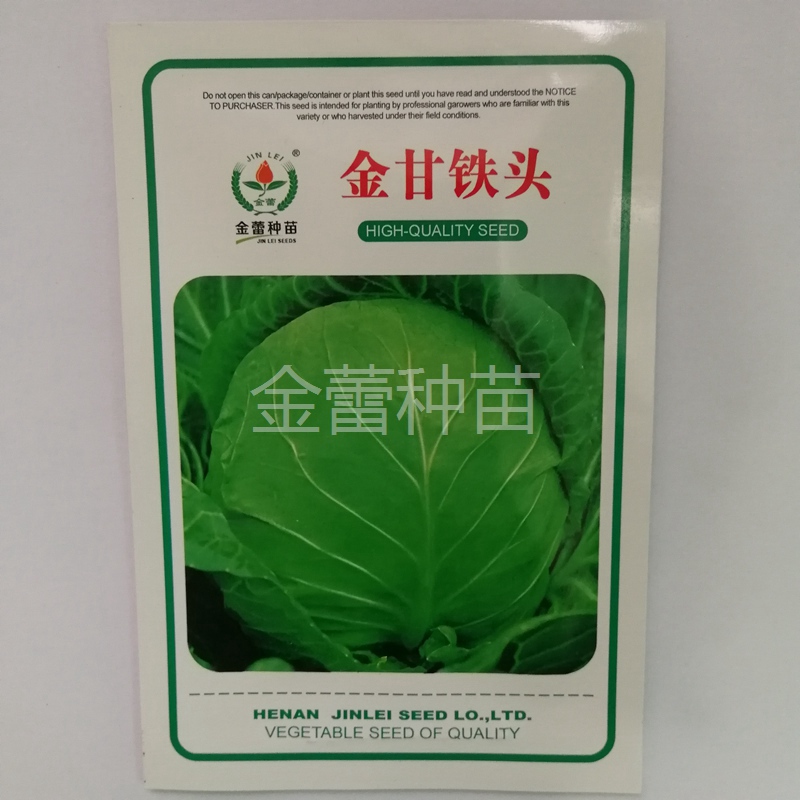 Do not open this can/package/container or plant this seed until you have read and understood the NOTICE
TO PURCHASER.This seed is intended for planting by professional garowers who are familiar with this
variety or who harvested under their field conditions.
JIN LEI ®
金蕾
金蕾种苗
JIN LEI SEEDS
金甘铁头
HIGH-QUALITY SEED
金蕾种苗
HENAN JINLEI SEED LO.,LTD.
VEGETABLE SEED OF QUALITY